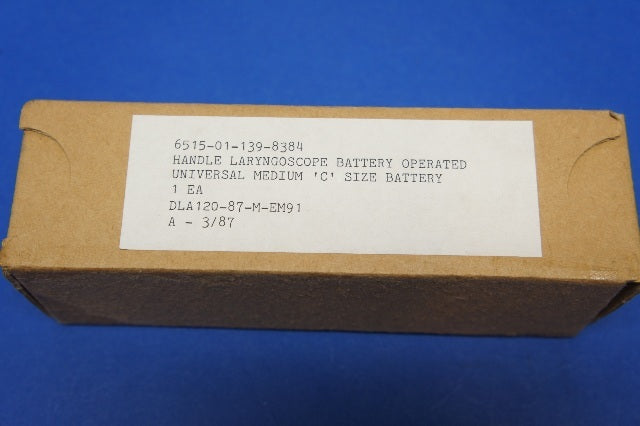 6515-01-139-8384
HANDLE LARYNGOSCOPE BATTERY OPERATED
UNIVERSAL MEDIUM 'C' SIZE BATTERY
1 EA
DLA120-87-M-EM91
A - 3/87